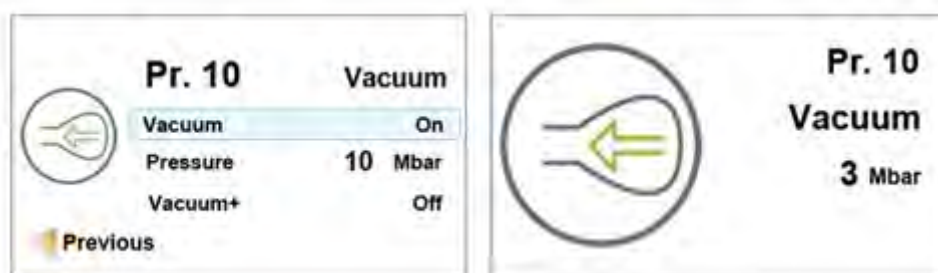 Pr. 10 Vacuum
Vacuum On
Pressure 10 Mbar
Vacuum+ Off
Previous
Pr. 10
Vacuum
3 Mbar